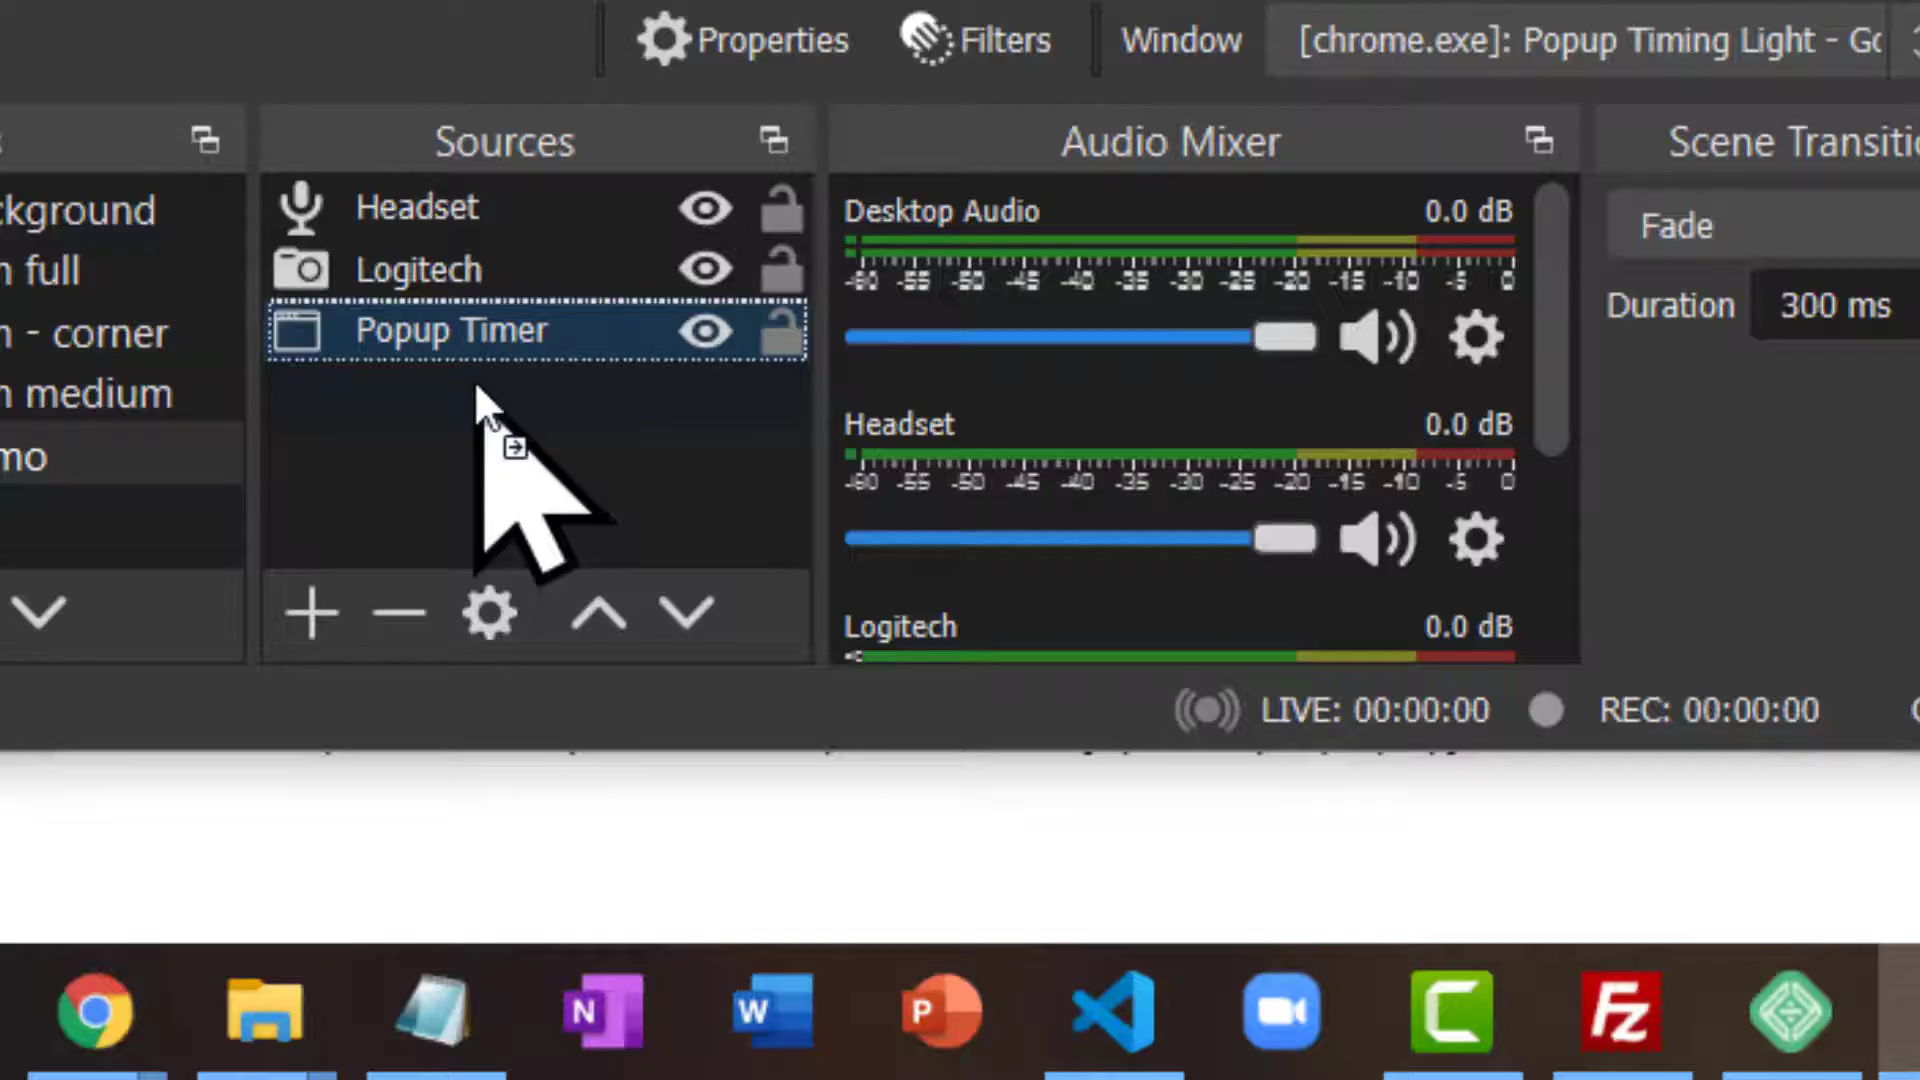 Properties
Filters
Window
[chrome.exe]: Popup Timing Light - Go
Sources
Audio Mixer
Scene Transiti
ckground
n full
n - corner
n medium
mo
Headset
Logitech
Popup Timer
Desktop Audio 0.0 dB
-60 -55 -50 -45 -40 -35 -30 -25 -20 -15 -10 -5 0
Headset 0.0 dB
-60 -55 -50 -45 -40 -35 -30 -25 -20 -15 -10 -5 0
Logitech 0.0 dB
Fade
Duration 300 ms
LIVE: 00:00:00
REC: 00:00:00
N
W
P
C
FZ